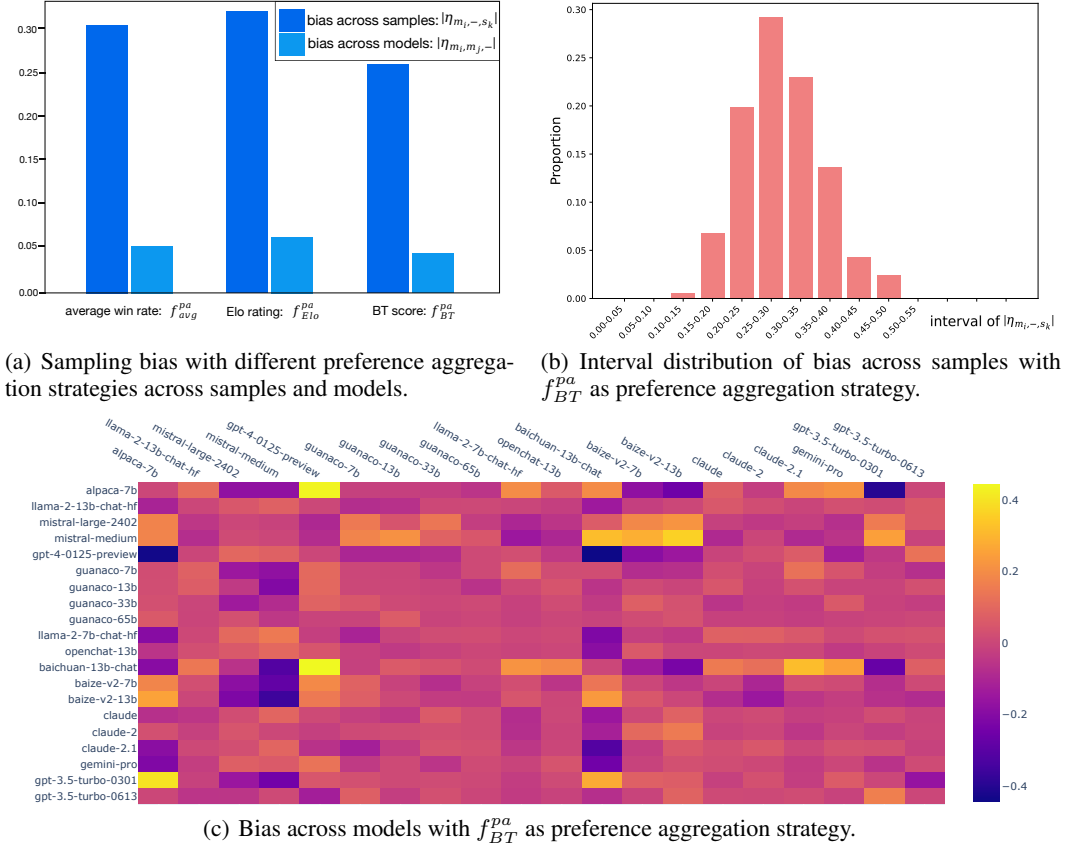 0.30
0.25
0.20
0.15
0.10
0.05
0.00
bias across samples: |η_{m_i,−,s_k}|
bias across models: |η_{m_i,m_j,−}|
average win rate: f^{pa}_{avg}
Elo rating: f^{pa}_{Elo}
BT score: f^{pa}_{BT}
0.30
0.25
0.20
0.15
0.10
0.05
0.00
Proportion
0.00-0.05
0.05-0.10
0.10-0.15
0.15-0.20
0.20-0.25
0.25-0.30
0.30-0.35
0.35-0.40
0.40-0.45
0.45-0.50
0.50-0.55
interval of |η_{m_i,−,s_k}|
(a) Sampling bias with different preference aggrega-
tion strategies across samples and models.
(b) Interval distribution of bias across samples with
f^{pa}_{BT} as preference aggregation strategy.
alpaca-7b
llama-2-13b-chat-hf
mistral-large-2402
mistral-medium
gpt-4-0125-preview
guanaco-7b
guanaco-13b
guanaco-33b
guanaco-65b
llama-2-7b-chat-hf
openchat-13b
baichuan-13b-chat
baize-v2-7b
baize-v2-13b
claude
claude-2
claude-2.1
gemini-pro
gpt-3.5-turbo-0301
gpt-3.5-turbo-0613
alpaca-7b
llama-2-13b-chat-hf
mistral-large-2402
mistral-medium
gpt-4-0125-preview
guanaco-7b
guanaco-13b
guanaco-33b
guanaco-65b
llama-2-7b-chat-hf
openchat-13b
baichuan-13b-chat
baize-v2-7b
baize-v2-13b
claude
claude-2
claude-2.1
gemini-pro
gpt-3.5-turbo-0301
gpt-3.5-turbo-0613
0.4
0.2
0
−0.2
−0.4
(c) Bias across models with f^{pa}_{BT} as preference aggregation strategy.